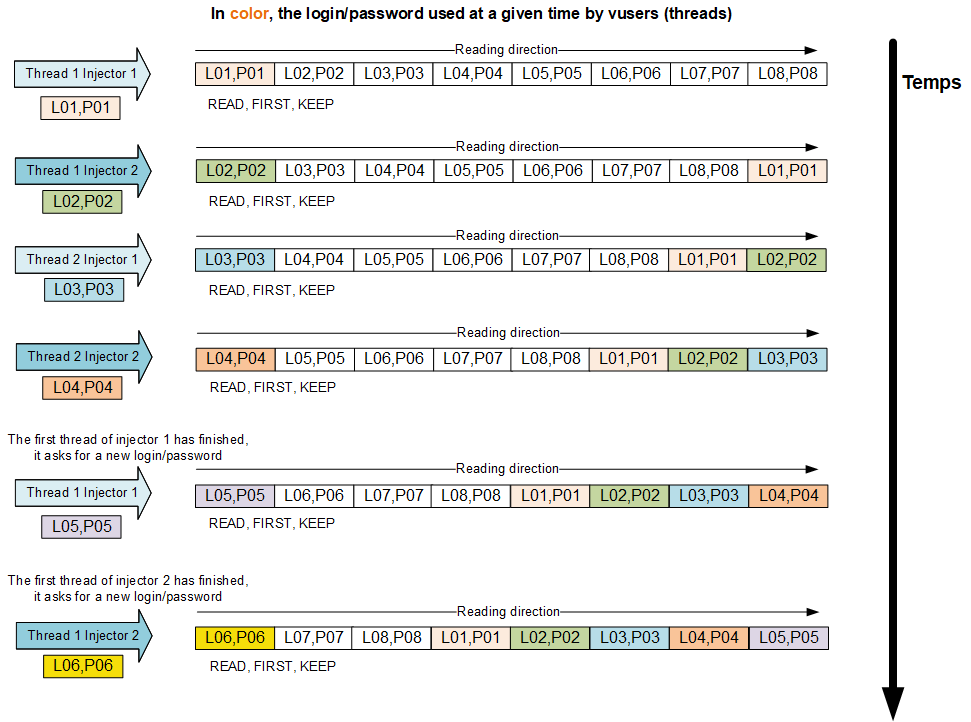 In color, the login/password used at a given time by vusers (threads)
Temps
Reading direction
Thread 1 Injector 1
L01,P01 L02,P02 L03,P03 L04,P04 L05,P05 L06,P06 L07,P07 L08,P08
L01,P01
READ, FIRST, KEEP
Reading direction
Thread 1 Injector 2
L02,P02 L03,P03 L04,P04 L05,P05 L06,P06 L07,P07 L08,P08 L01,P01
L02,P02
READ, FIRST, KEEP
Reading direction
Thread 2 Injector 1
L03,P03 L04,P04 L05,P05 L06,P06 L07,P07 L08,P08 L01,P01 L02,P02
L03,P03
READ, FIRST, KEEP
Reading direction
Thread 2 Injector 2
L04,P04 L05,P05 L06,P06 L07,P07 L08,P08 L01,P01 L02,P02 L03,P03
L04,P04
READ, FIRST, KEEP
The first thread of injector 1 has finished,
it asks for a new login/password
Reading direction
Thread 1 Injector 1
L05,P05 L06,P06 L07,P07 L08,P08 L01,P01 L02,P02 L03,P03 L04,P04
L05,P05
READ, FIRST, KEEP
The first thread of injector 2 has finished,
it asks for a new login/password
Reading direction
Thread 1 Injector 2
L06,P06 L07,P07 L08,P08 L01,P01 L02,P02 L03,P03 L04,P04 L05,P05
L06,P06
READ, FIRST, KEEP